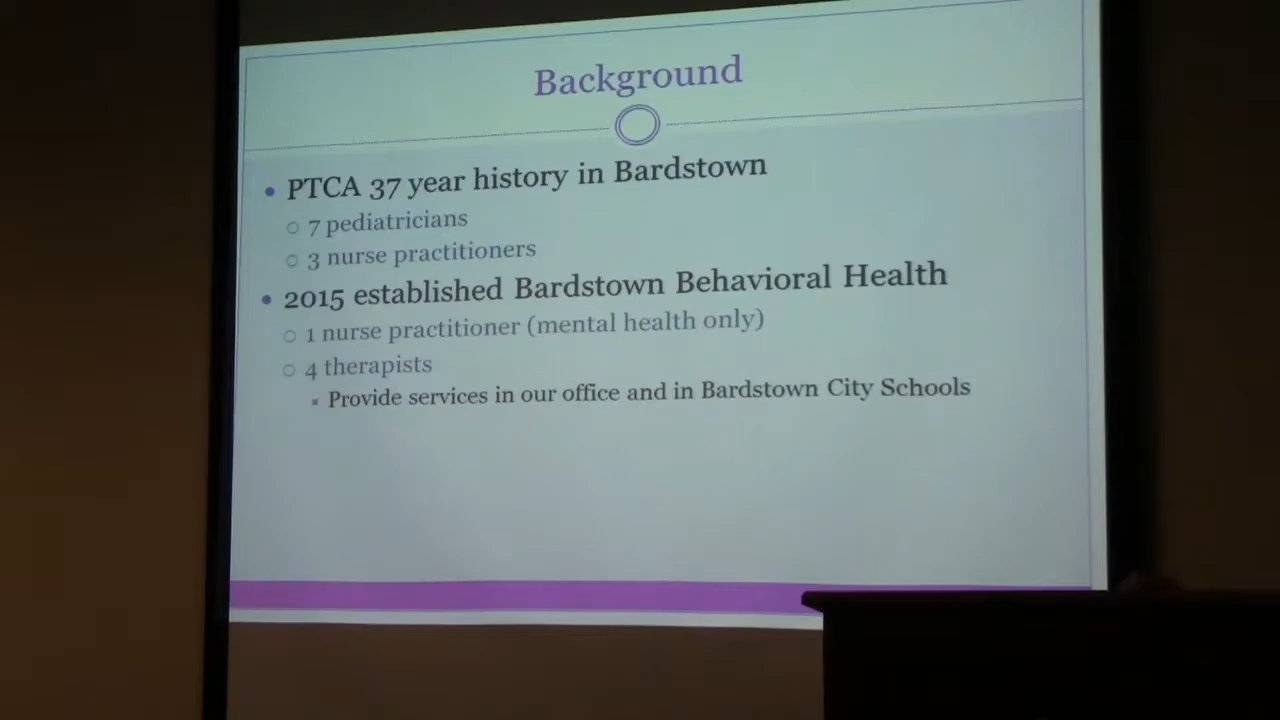 Background
PTCA 37 year history in Bardstown
7 pediatricians
3 nurse practitioners
2015 established Bardstown Behavioral Health
1 nurse practitioner (mental health only)
4 therapists
Provide services in our office and in Bardstown City Schools